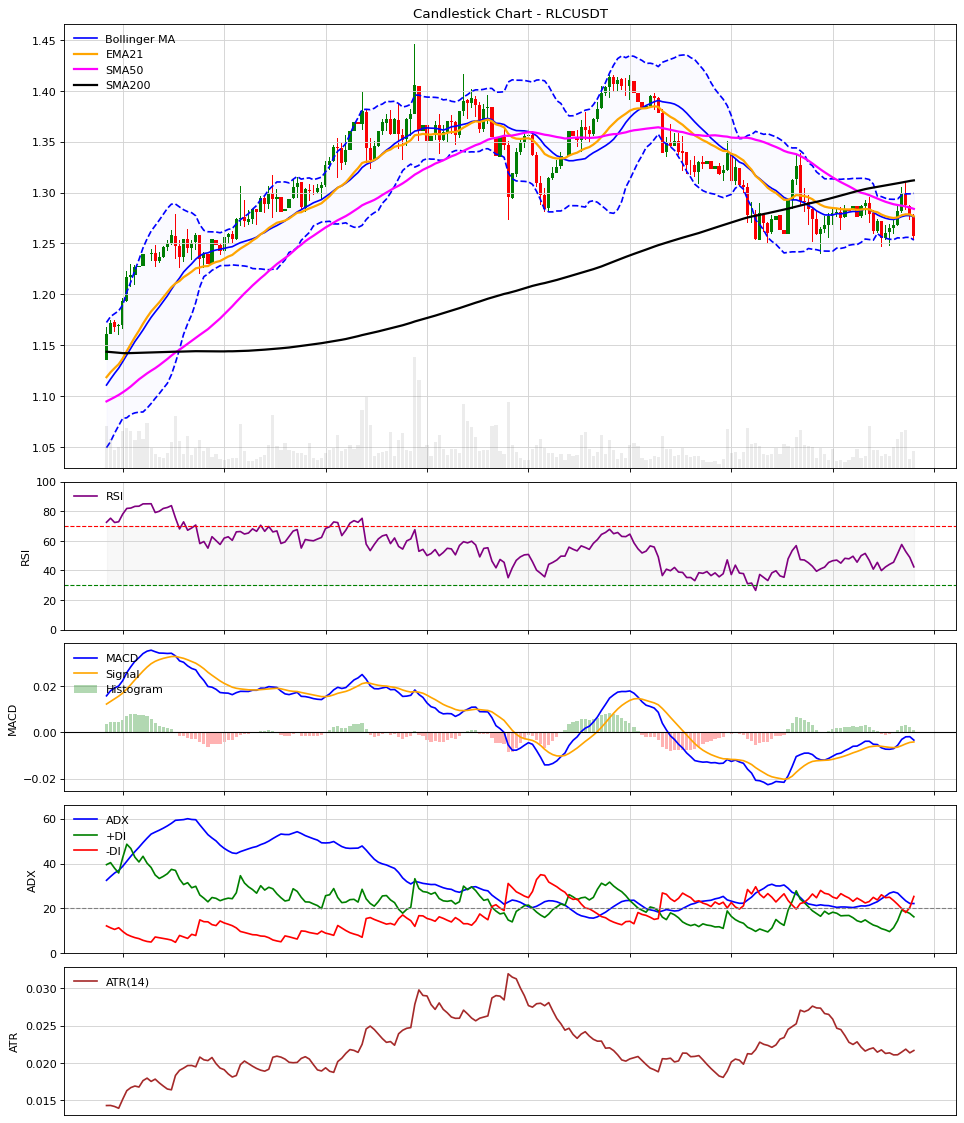 Candlestick Chart - RLCUSDT
Bollinger MA
EMA21
SMA50
SMA200
1.45
1.40
1.35
1.30
1.25
1.20
1.15
1.10
1.05
RSI
RSI
100
80
60
40
20
0
MACD
Signal
Histogram
MACD
0.02
0.00
−0.02
ADX
+DI
-DI
ADX
60
40
20
0
ATR(14)
ATR
0.030
0.025
0.020
0.015